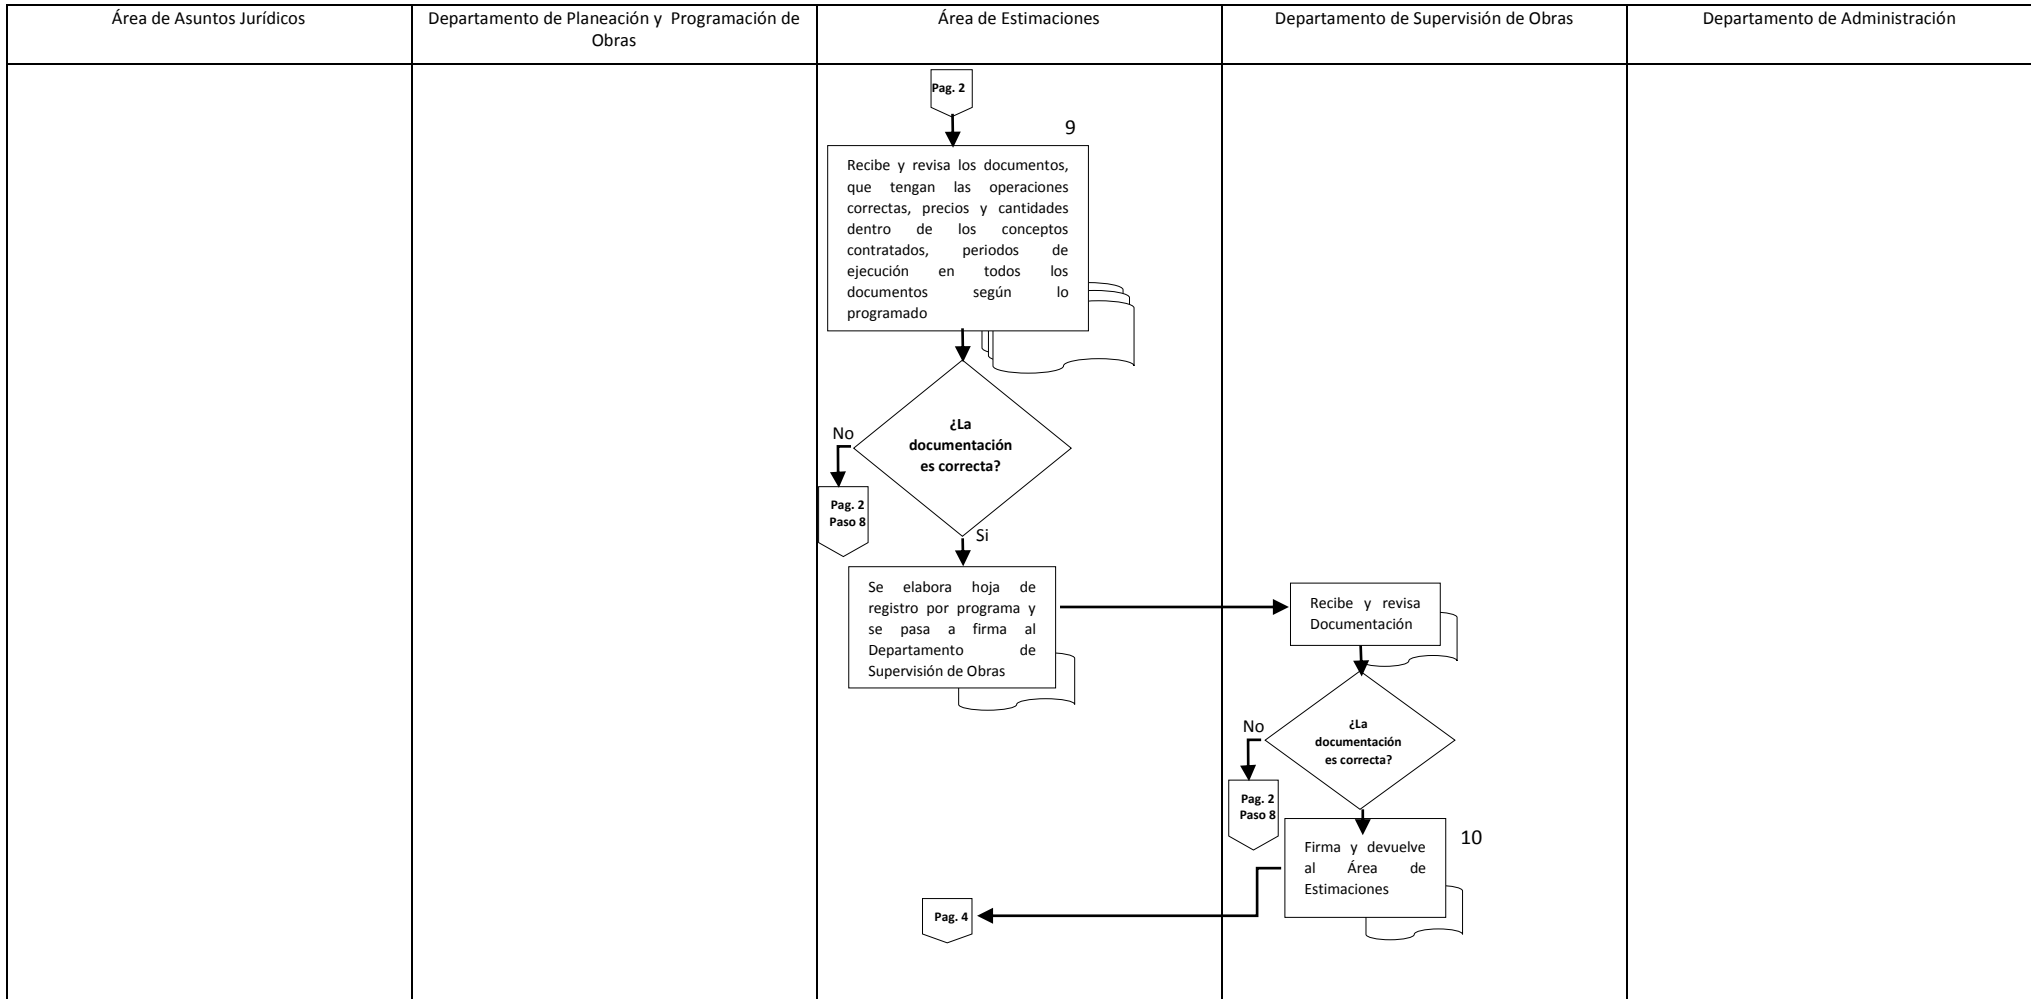 Área de Asuntos Jurídicos
Departamento de Planeación y Programación de
Obras
Área de Estimaciones
Departamento de Supervisión de Obras
Departamento de Administración
Pag. 2
9
Recibe y revisa los documentos,
que tengan las operaciones
correctas, precios y cantidades
dentro de los conceptos
contratados, periodos de
ejecución en todos los
documentos según lo
programado
¿La
documentación
es correcta?
No
Pag. 2
Paso 8
Si
Se elabora hoja de
registro por programa y
se pasa a firma al
Departamento de
Supervisión de Obras
Recibe y revisa
Documentación
¿La
documentación
es correcta?
No
Pag. 2
Paso 8
10
Firma y devuelve
al Área de
Estimaciones
Pag. 4